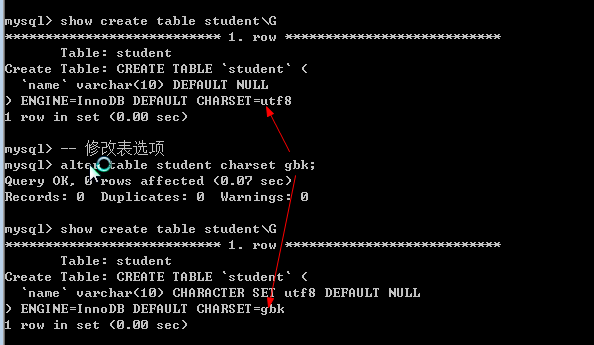 mysql> show create table student\G
*************************** 1. row ***************************
Table: student
Create Table: CREATE TABLE `student` (
`name` varchar(10) DEFAULT NULL
) ENGINE=InnoDB DEFAULT CHARSET=utf8
1 row in set (0.00 sec)
mysql> -- 修改表选项
mysql> alter table student charset gbk;
Query OK, 0 rows affected (0.07 sec)
Records: 0 Duplicates: 0 Warnings: 0
mysql> show create table student\G
*************************** 1. row ***************************
Table: student
Create Table: CREATE TABLE `student` (
`name` varchar(10) CHARACTER SET utf8 DEFAULT NULL
) ENGINE=InnoDB DEFAULT CHARSET=gbk
1 row in set (0.00 sec)